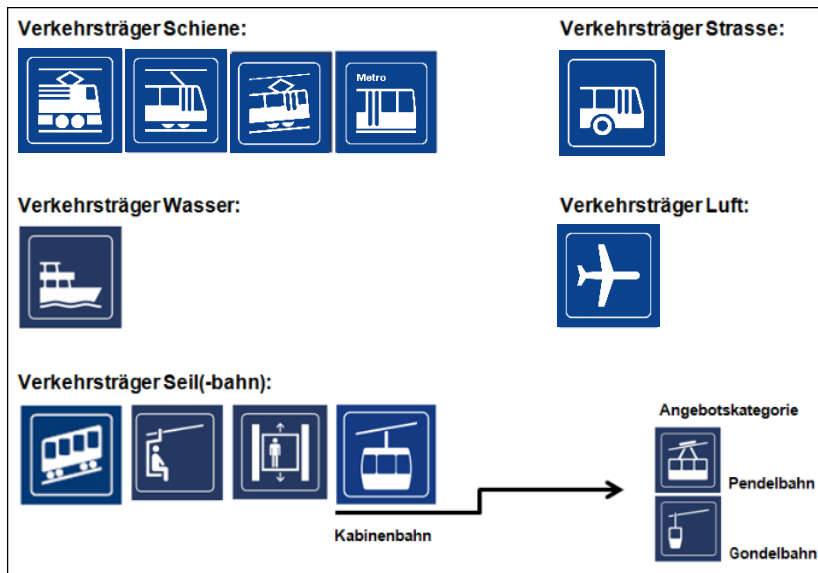 Verkehrsträger Schiene:
Verkehrsträger Strasse:
Metro
Verkehrsträger Wasser:
Verkehrsträger Luft:
Verkehrsträger Seil(-bahn):
Angebotskategorie
Pendelbahn
Kabinenbahn
Gondelbahn